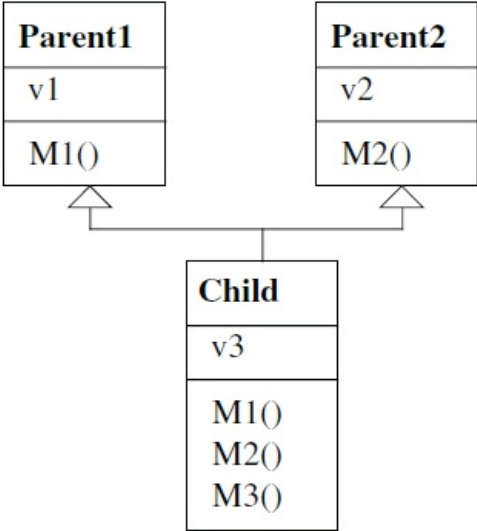 Parent1
v1
M1()
Parent2
v2
M2()
Child
v3
M1()
M2()
M3()